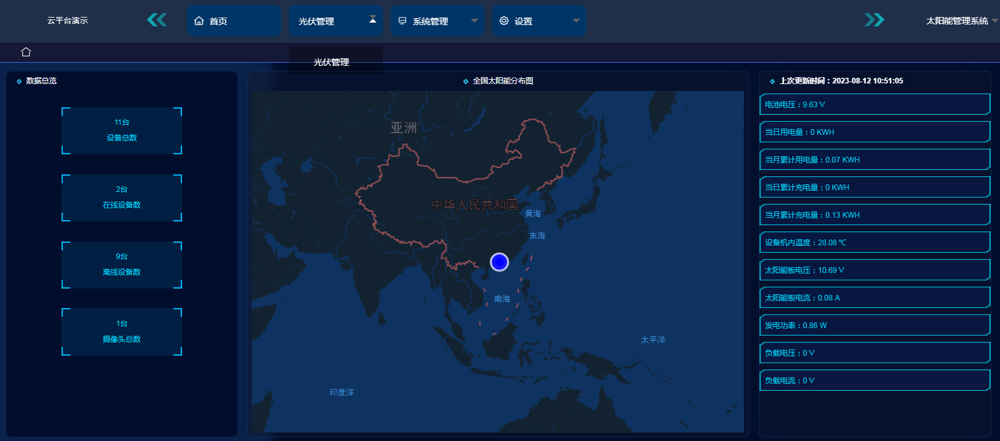 云平台演示
首页
光伏管理
系统管理
设置
太阳能管理系统
光伏管理
数据总览
11台
设备总数
2台
在线设备数
9台
离线设备数
1台
摄像头总数
全国太阳能分布图
亚洲
中华人民共和国
黄海
东海
南海
太平洋
印度洋
上次更新时间：2023-08-12 10:51:05
电池电压：9.63 V
当日用电量：0 KWH
当月累计用电量：0.07 KWH
当日累计充电量：0 KWH
当月累计充电量：0.13 KWH
设备机内温度：28.08 ℃
太阳能板电压：10.69 V
太阳能板电流：0.08 A
发电功率：0.86 W
负载电压：0 V
负载电流：0 V